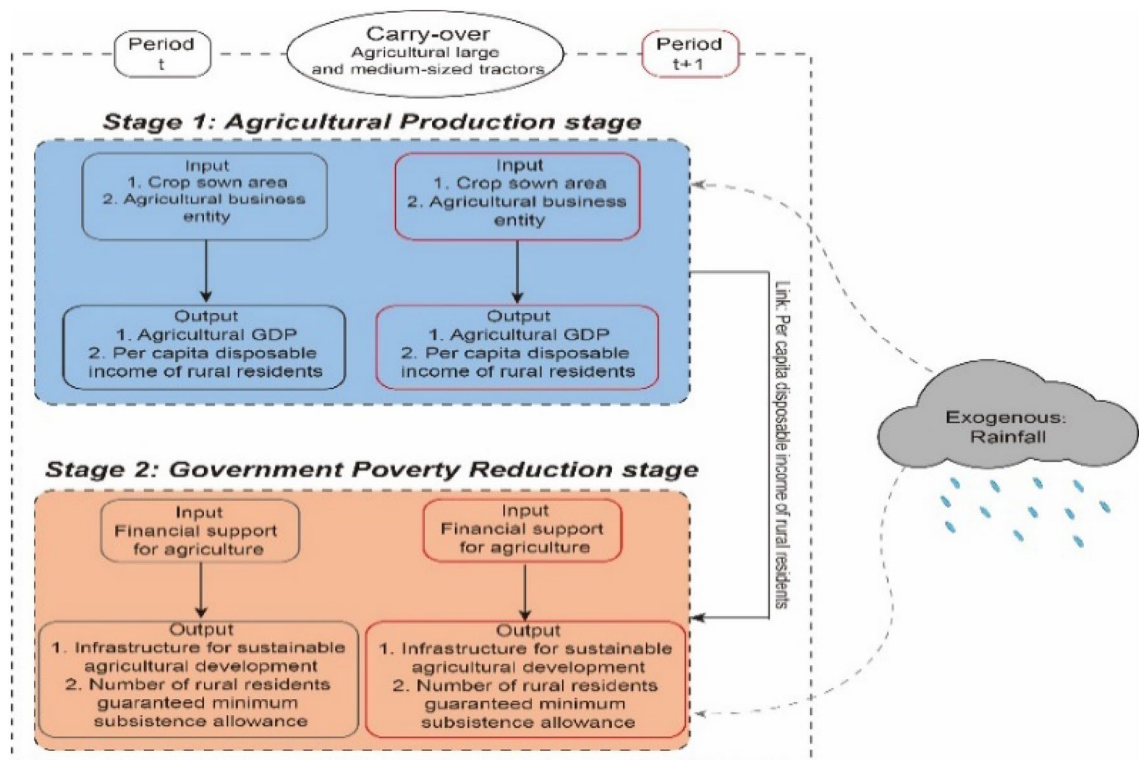 Period
t
Carry-over
Agricultural large
and medium-sized tractors
Period
t+1
Stage 1: Agricultural Production stage
Input
1. Crop sown area
2. Agricultural business
entity
Input
1. Crop sown area
2. Agricultural business
entity
Output
1. Agricultural GDP
2. Per capita disposable
income of rural residents
Output
1. Agricultural GDP
2. Per capita disposable
income of rural residents
Link: Per capita disposable income of rural residents
Exogenous:
Rainfall
Stage 2: Government Poverty Reduction stage
Input
Financial support
for agriculture
Input
Financial support
for agriculture
Output
1. Infrastructure for sustainable
agricultural development
2. Number of rural residents
guaranteed minimum
subsistence allowance
Output
1. Infrastructure for sustainable
agricultural development
2. Number of rural residents
guaranteed minimum
subsistence allowance